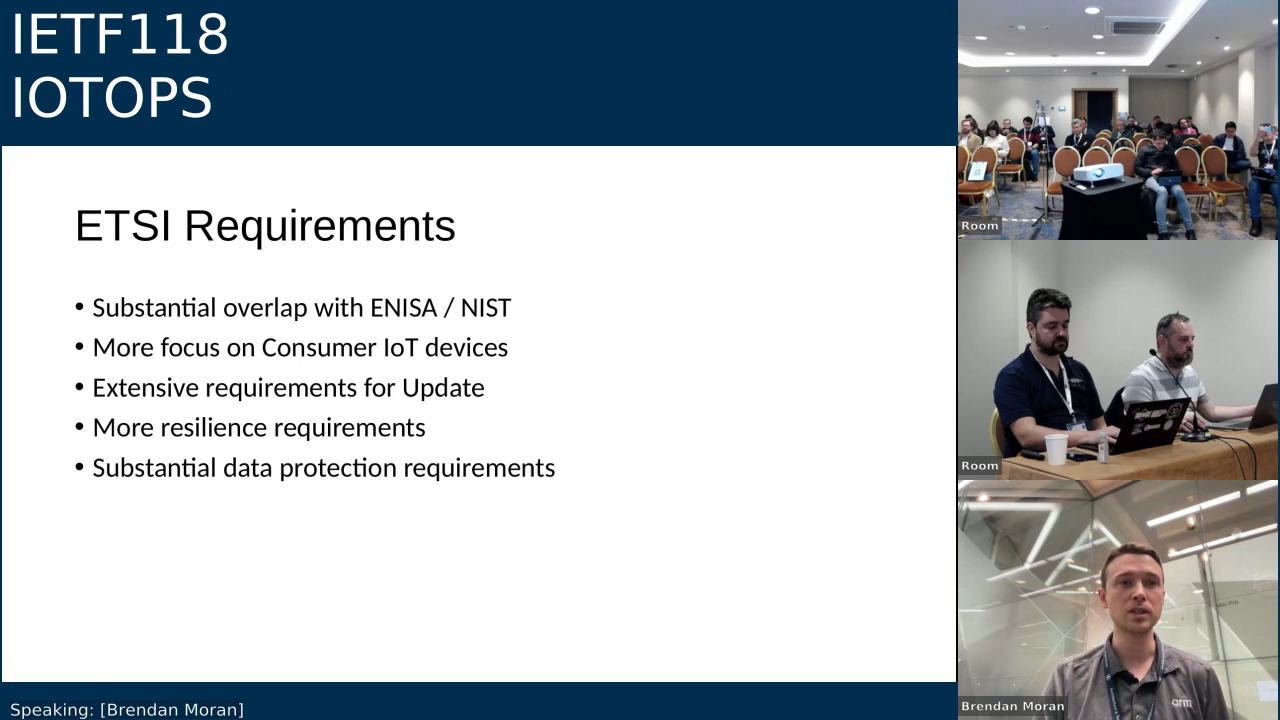 IETF118
IOTOPS
ETSI Requirements
• Substantial overlap with ENISA / NIST
• More focus on Consumer IoT devices
• Extensive requirements for Update
• More resilience requirements
• Substantial data protection requirements
Speaking: [Brendan Moran]
Room
Room
arm
Brendan Moran